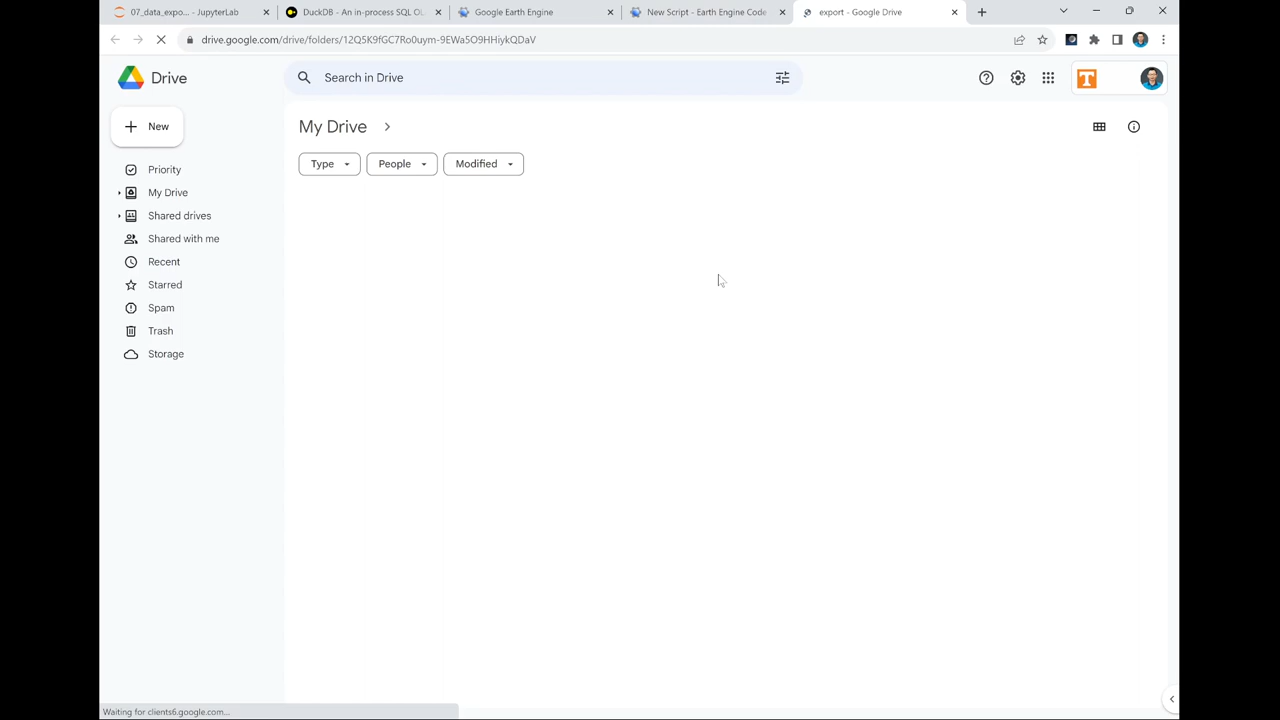 07_data_expo... - JupyterLab
DuckDB - An in-process SQL OL
Google Earth Engine
New Script - Earth Engine Code
export - Google Drive
drive.google.com/drive/folders/12Q5K9fGC7Ro0uym-9EWa5O9HHiykQDaV
Drive
Search in Drive
T
New
My Drive
Type
People
Modified
Priority
My Drive
Shared drives
Shared with me
Recent
Starred
Spam
Trash
Storage
Waiting for clients6.google.com...